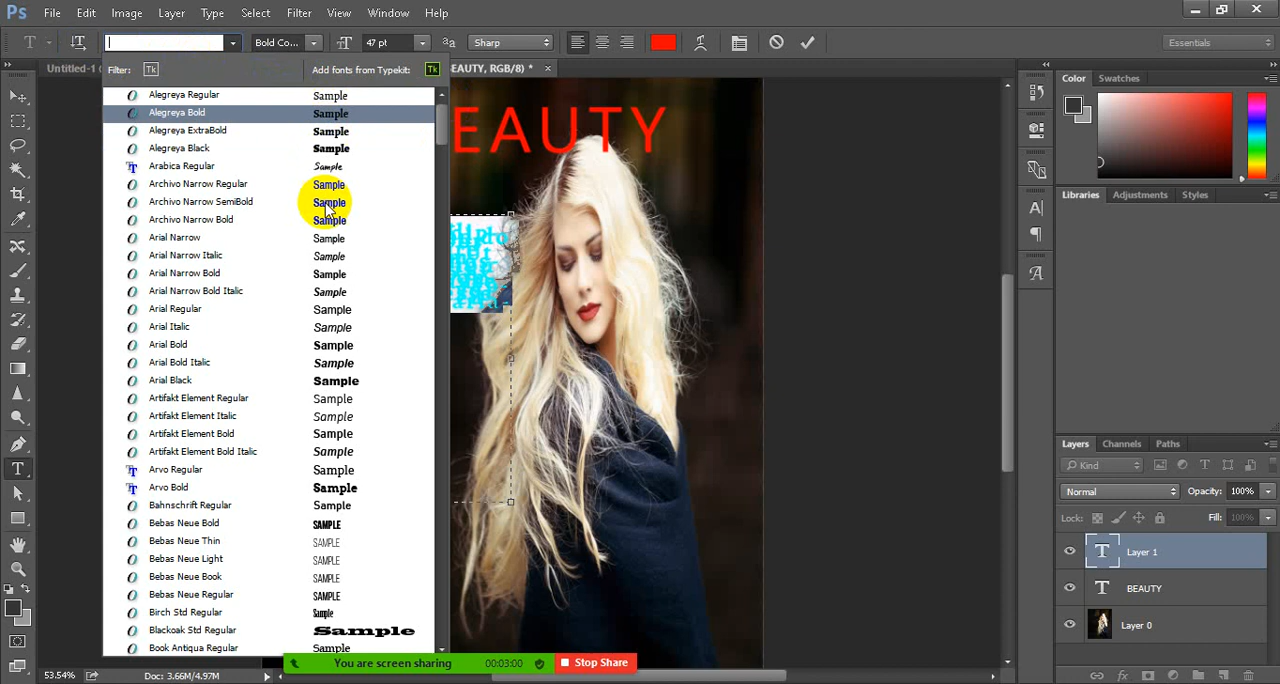 Ps File Edit Image Layer Type Select Filter 3D View Window Help
Bold Co... 47 pt aa Sharp Essentials
Filter: Tk Add fonts from Typekit: Tk
Untitled-1 EAUTY, RGB/8) * ×
Color Swatches
Alegreya Regular Sample
Alegreya Bold Sample
Alegreya ExtraBold Sample
Alegreya Black Sample
Arabica Regular Sample
Archivo Narrow Regular Sample
Archivo Narrow SemiBold Sample
Archivo Narrow Bold Sample
Arial Narrow Sample
Arial Narrow Italic Sample
Arial Narrow Bold Sample
Arial Narrow Bold Italic Sample
Arial Regular Sample
Arial Italic Sample
Arial Bold Sample
Arial Bold Italic Sample
Arial Black Sample
Artifakt Element Regular Sample
Artifakt Element Italic Sample
Artifakt Element Bold Sample
Artifakt Element Bold Italic Sample
Arvo Regular Sample
Arvo Bold Sample
Bahnschrift Regular Sample
Bebas Neue Bold SAMPLE
Bebas Neue Thin SAMPLE
Bebas Neue Light SAMPLE
Bebas Neue Book SAMPLE
Bebas Neue Regular SAMPLE
Birch Std Regular Sample
Blackoak Std Regular Sample
Book Antiqua Regular Sample
EAUTY
Libraries Adjustments Styles
Layers Channels Paths
Kind
Normal Opacity: 100%
Lock: Fill: 100%
T Layer 1
T BEAUTY
Layer 0
You are screen sharing 00:03:00 Stop Share
53.54% Doc: 3.66M/4.97M